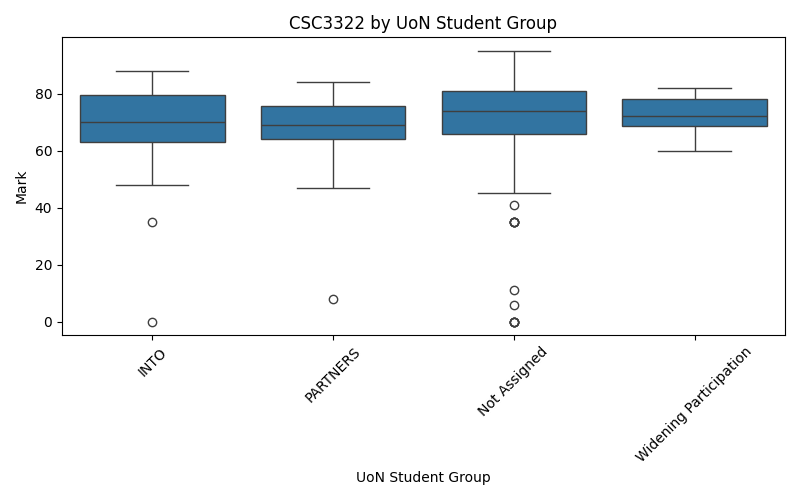 CSC3322 by UoN Student Group
Mark
80
60
40
20
0
INTO
PARTNERS
Not Assigned
Widening Participation
UoN Student Group